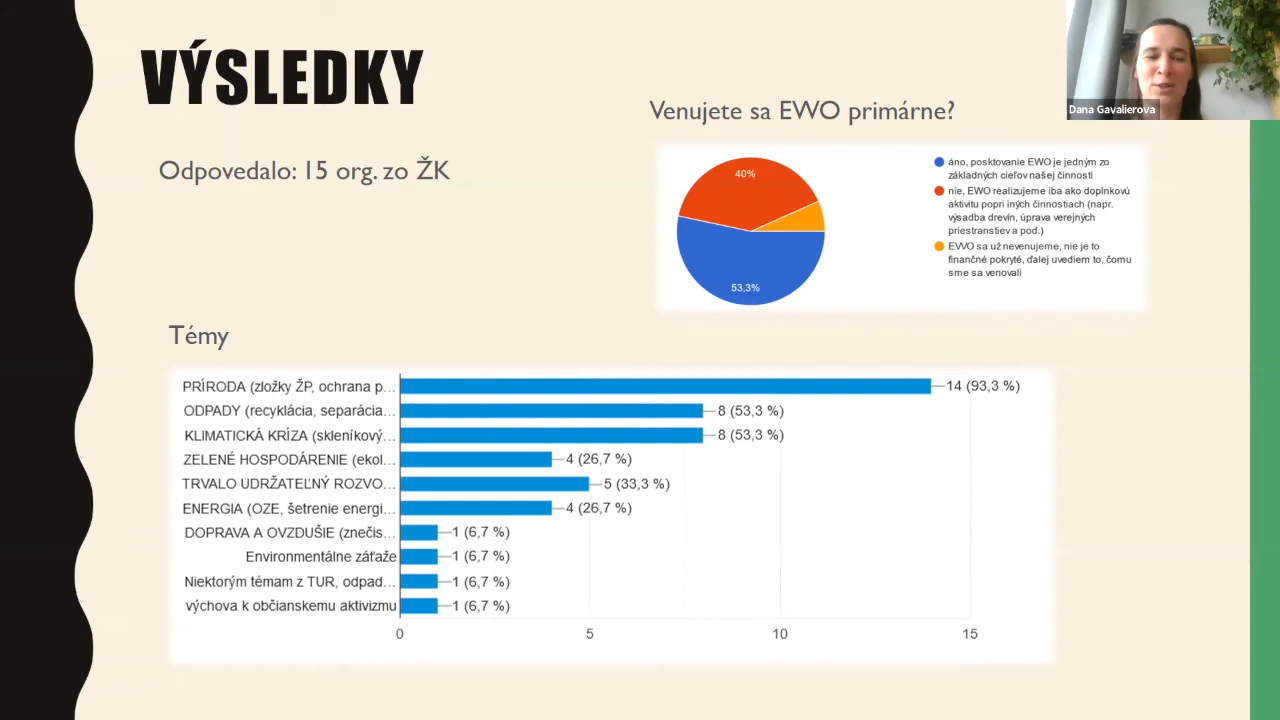 VÝSLEDKY
Odpovedalo: 15 org. zo ŽK
Venujete sa EWO primárne?
Dana Gavalierova
40%
53,3%
áno, posktovanie EWO je jedným zo
základných cieľov našej činnosti
nie, EWO realizujeme iba ako doplnkovú
aktivitu popri iných činnostiach (napr.
výsadba drevín, úprava verejných
priestranstiev a pod.)
EVVO sa už nevenujeme, nie je to
finančné pokryté, ďalej uvediem to, čomu
sme sa venovali
Témy
PRÍRODA (zložky ŽP, ochrana p... 14 (93,3 %)
ODPADY (recyklácia, separácia... 8 (53,3 %)
KLIMATICKÁ KRÍZA (skleníkový... 8 (53,3 %)
ZELENÉ HOSPODÁRENIE (ekol... 4 (26,7 %)
TRVALO UDRŽATEĽNÝ ROZVO... 5 (33,3 %)
ENERGIA (OZE, šetrenie energi... 4 (26,7 %)
DOPRAVA A OVZDUŠIE (znečis... 1 (6,7 %)
Environmentálne záťaže 1 (6,7 %)
Niektorým témam z TUR, odpad... 1 (6,7 %)
výchova k občianskemu aktivizmu 1 (6,7 %)
0 5 10 15